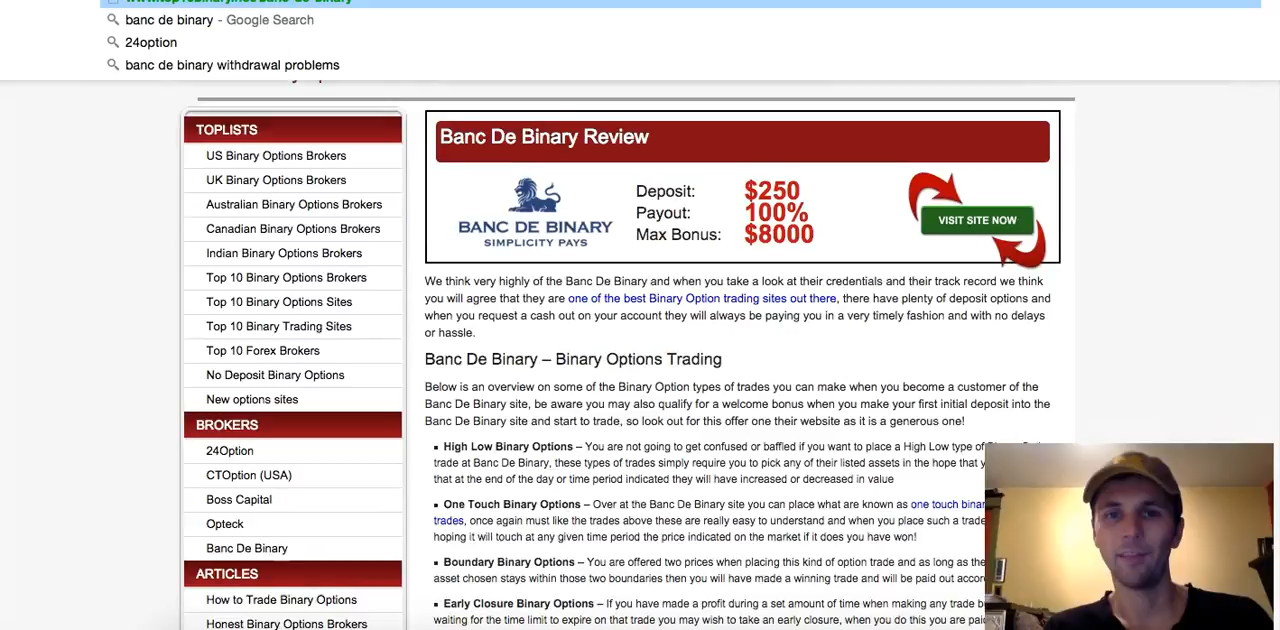 banc de binary - Google Search
24option
banc de binary withdrawal problems
TOPLISTS
US Binary Options Brokers
UK Binary Options Brokers
Australian Binary Options Brokers
Canadian Binary Options Brokers
Indian Binary Options Brokers
Top 10 Binary Options Brokers
Top 10 Binary Options Sites
Top 10 Binary Trading Sites
Top 10 Forex Brokers
No Deposit Binary Options
New options sites
BROKERS
24Option
CTOption (USA)
Boss Capital
Opteck
Banc De Binary
ARTICLES
How to Trade Binary Options
Honest Binary Options Brokers
Banc De Binary Review
BANC DE BINARY
SIMPLICITY PAYS
Deposit: $250
Payout: 100%
Max Bonus: $8000
VISIT SITE NOW
We think very highly of the Banc De Binary and when you take a look at their credentials and their track record we think
you will agree that they are one of the best Binary Option trading sites out there, there have plenty of deposit options and
when you request a cash out on your account they will always be paying you in a very timely fashion and with no delays
or hassle.
Banc De Binary – Binary Options Trading
Below is an overview on some of the Binary Option types of trades you can make when you become a customer of the
Banc De Binary site, be aware you may also qualify for a welcome bonus when you make your first initial deposit into the
Banc De Binary site and start to trade, so look out for this offer one their website as it is a generous one!
▪ High Low Binary Options – You are not going to get confused or baffled if you want to place a High Low type of
trade at Banc De Binary, these types of trades simply require you to pick any of their listed assets in the hope that
that at the end of the day or time period indicated they will have increased or decreased in value
▪ One Touch Binary Options – Over at the Banc De Binary site you can place what are known as one touch binar
trades, once again must like the trades above these are really easy to understand and when you place such a trade
hoping it will touch at any given time period the price indicated on the market if it does you have won!
▪ Boundary Binary Options – You are offered two prices when placing this kind of option trade and as long as the
asset chosen stays within those two boundaries then you will have made a winning trade and will be paid out accor
▪ Early Closure Binary Options – If you have made a profit during a set amount of time when making any trade b
waiting for the time limit to expire on that trade you may wish to take an early closure, when you do this you are paid